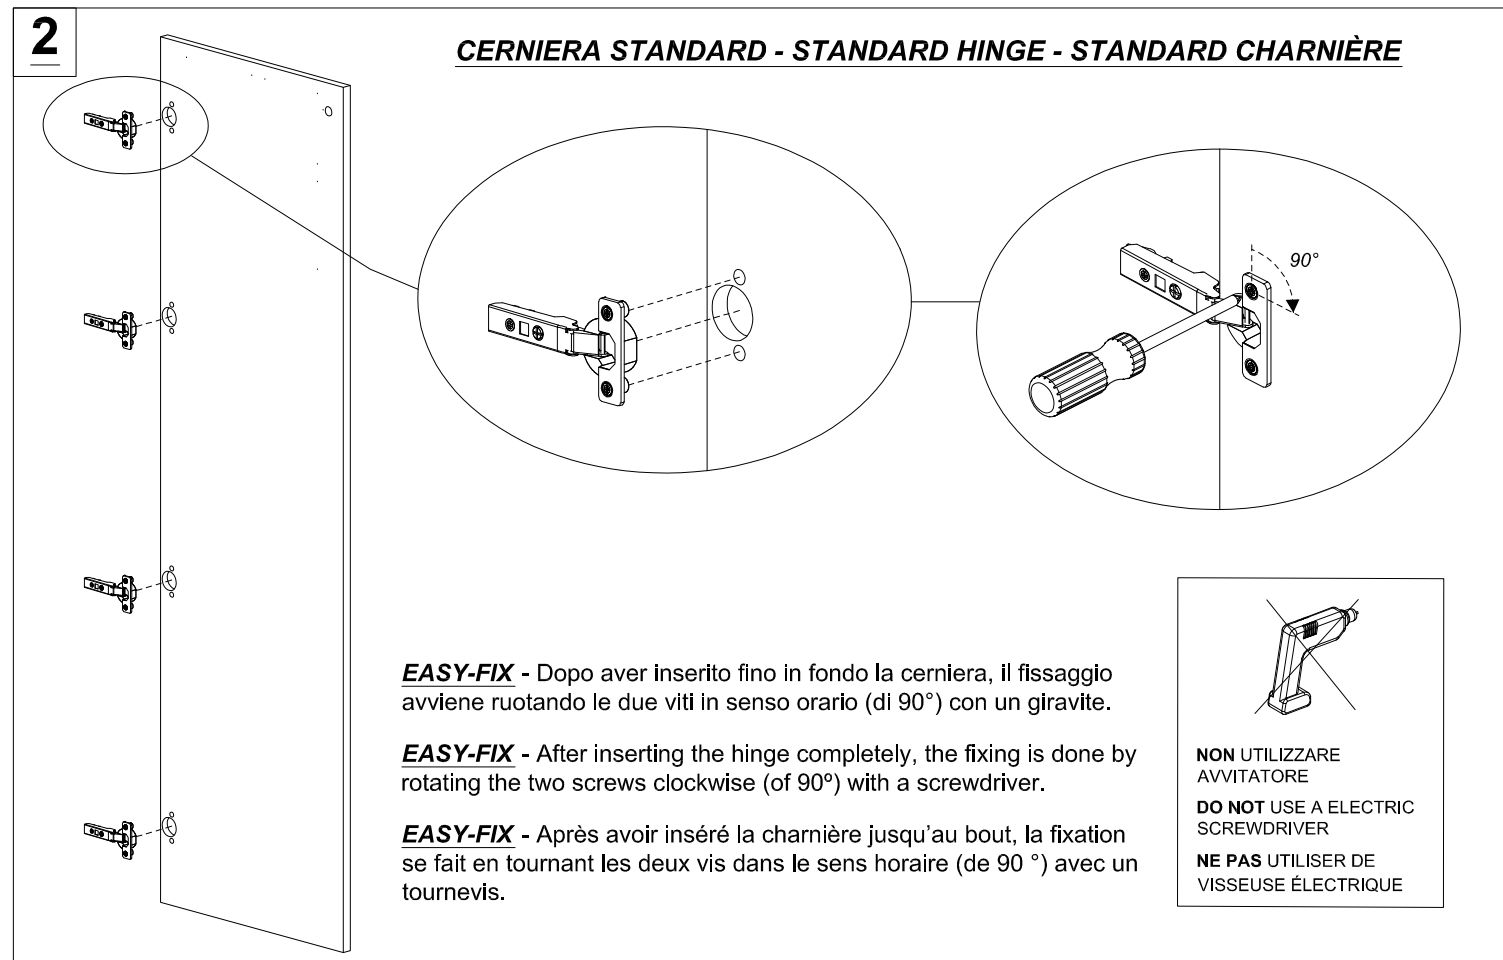 2
CERNIERA STANDARD - STANDARD HINGE - STANDARD CHARNIÈRE
90°
EASY-FIX - Dopo aver inserito fino in fondo la cerniera, il fissaggio
avviene ruotando le due viti in senso orario (di 90°) con un giravite.
EASY-FIX - After inserting the hinge completely, the fixing is done by
rotating the two screws clockwise (of 90º) with a screwdriver.
EASY-FIX - Après avoir inséré la charnière jusqu'au bout, la fixation
se fait en tournant les deux vis dans le sens horaire (de 90 °) avec un
tournevis.
NON UTILIZZARE
AVVITATORE
DO NOT USE A ELECTRIC
SCREWDRIVER
NE PAS UTILISER DE
VISSEUSE ÉLECTRIQUE